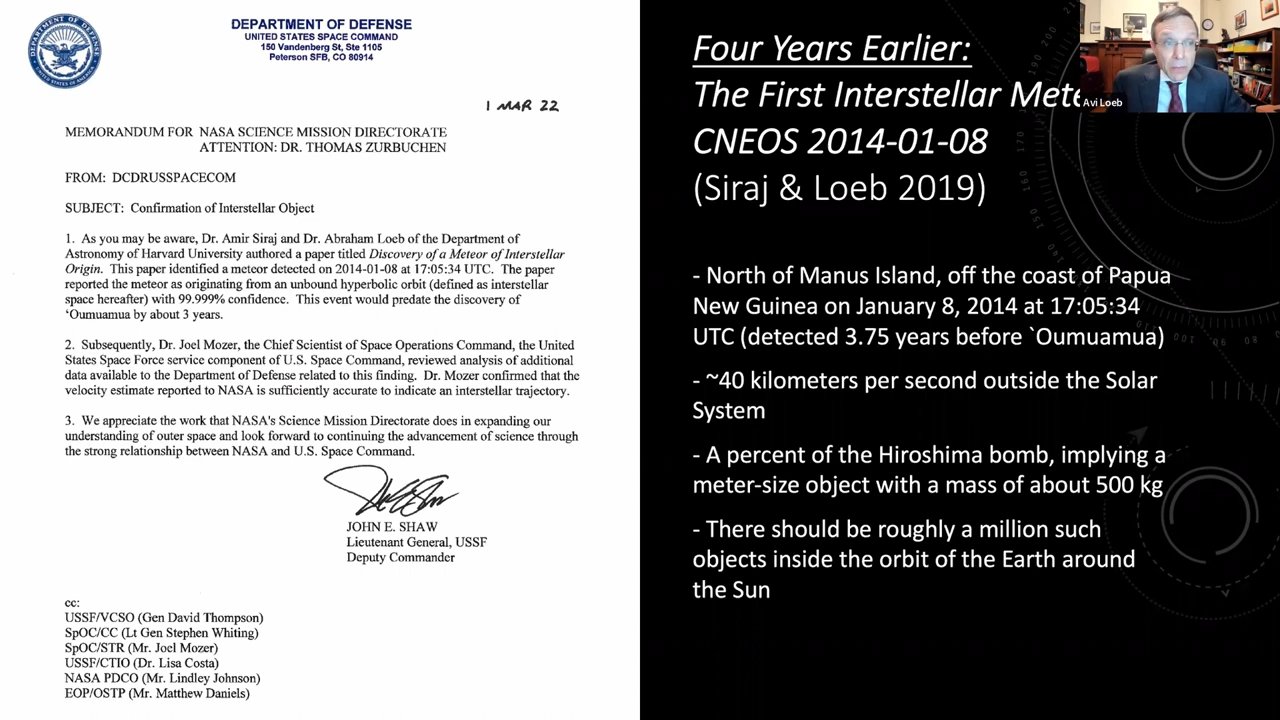 DEPARTMENT OF DEFENSE
UNITED STATES SPACE COMMAND
150 Vandenberg St, Ste 1105
Peterson SFB, CO 80914
DEPARTMENT OF DEFENSE
UNITED STATES OF AMERICA
1 MAR 22
MEMORANDUM FOR NASA SCIENCE MISSION DIRECTORATE
ATTENTION: DR. THOMAS ZURBUCHEN
FROM: DCDRUSSPACECOM
SUBJECT: Confirmation of Interstellar Object
1. As you may be aware, Dr. Amir Siraj and Dr. Abraham Loeb of the Department of
Astronomy of Harvard University authored a paper titled Discovery of a Meteor of Interstellar
Origin. This paper identified a meteor detected on 2014-01-08 at 17:05:34 UTC. The paper
reported the meteor as originating from an unbound hyperbolic orbit (defined as interstellar
space hereafter) with 99.999% confidence. This event would predate the discovery of
‘Oumuamua by about 3 years.
2. Subsequently, Dr. Joel Mozer, the Chief Scientist of Space Operations Command, the United
States Space Force service component of U.S. Space Command, reviewed analysis of additional
data available to the Department of Defense related to this finding. Dr. Mozer confirmed that the
velocity estimate reported to NASA is sufficiently accurate to indicate an interstellar trajectory.
3. We appreciate the work that NASA's Science Mission Directorate does in expanding our
understanding of outer space and look forward to continuing the advancement of science through
the strong relationship between NASA and U.S. Space Command.
JOHN E. SHAW
Lieutenant General, USSF
Deputy Commander
cc:
USSF/VCSO (Gen David Thompson)
SpOC/CC (Lt Gen Stephen Whiting)
SpOC/STR (Mr. Joel Mozer)
USSF/CTIO (Dr. Lisa Costa)
NASA PDCO (Mr. Lindley Johnson)
EOP/OSTP (Mr. Matthew Daniels)
Four Years Earlier:
The First Interstellar Mete
CNEOS 2014-01-08
(Siraj & Loeb 2019)
Avi Loeb
- North of Manus Island, off the coast of Papua
New Guinea on January 8, 2014 at 17:05:34
UTC (detected 3.75 years before `Oumuamua)
- ~40 kilometers per second outside the Solar
System
- A percent of the Hiroshima bomb, implying a
meter-size object with a mass of about 500 kg
- There should be roughly a million such
objects inside the orbit of the Earth around
the Sun